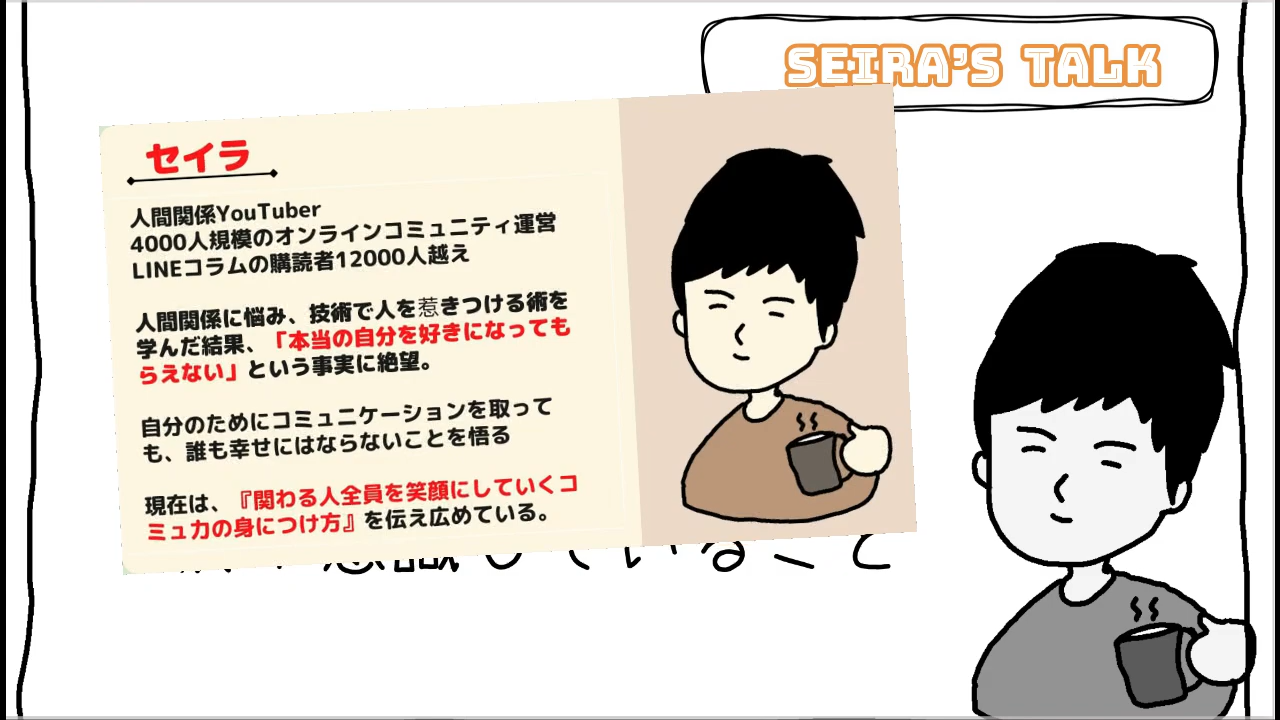 SEIRA'S TALK
セイラ
人間関係YouTuber
4000人規模のオンラインコミュニティ運営
LINEコラムの購読者12000人越え
人間関係に悩み、技術で人を惹きつける術を
学んだ結果、「本当の自分を好きになっても
らえない」という事実に絶望。
自分のためにコミュニケーションを取って
も、誰も幸せにはならないことを悟る
現在は、『関わる人全員を笑顔にしていくコ
ミュ力の身につけ方』を伝え広めている。
意識していること